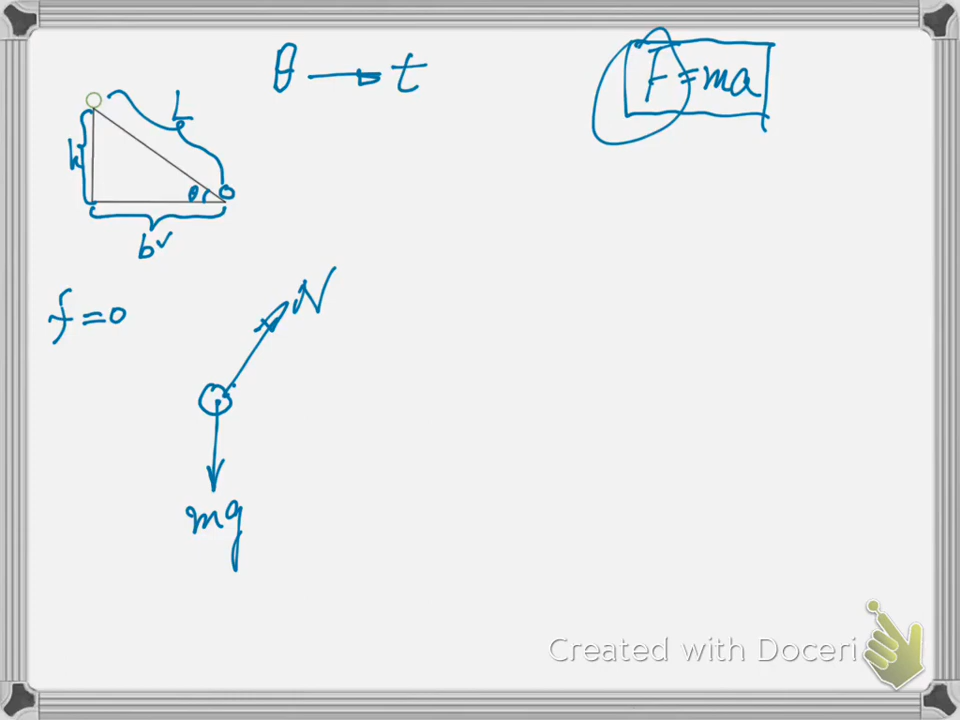 θ → t
F = ma
L
h
θ
b ✓
f = 0
N
mg
Created with Doceri